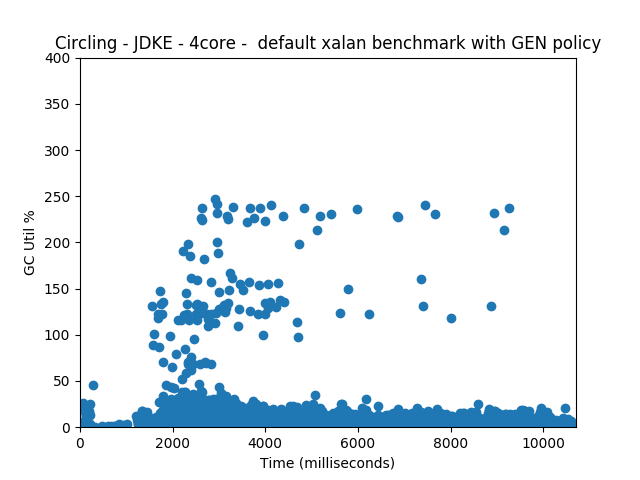 Circling - JDKE - 4core -  default xalan benchmark with GEN policy
400
350
300
250
200
150
100
50
0
GC Util %
0 2000 4000 6000 8000 10000
Time (milliseconds)